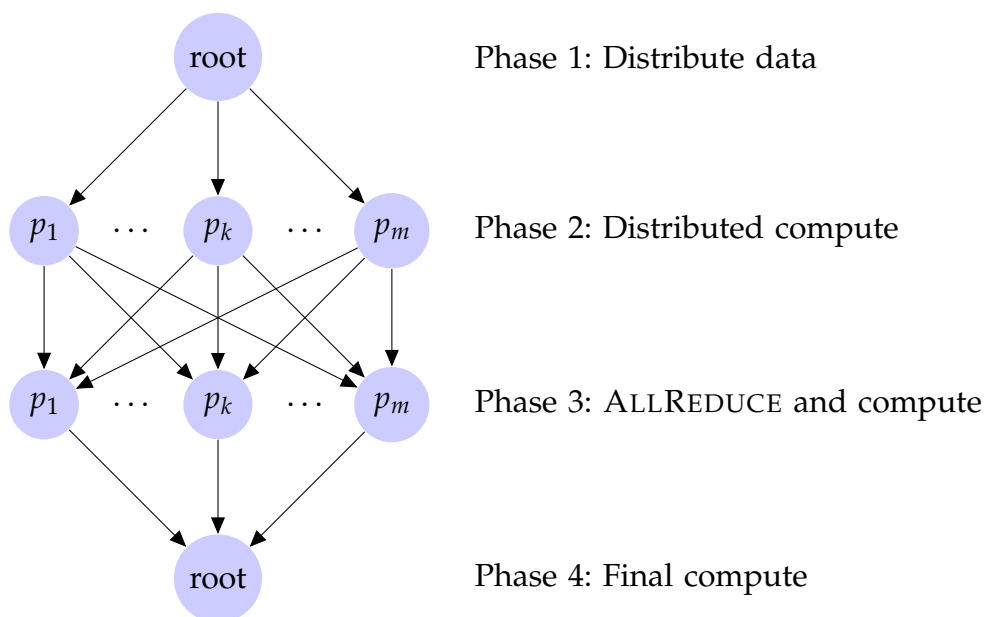 root Phase 1: Distribute data
p₁ ··· pₖ ··· pₘ Phase 2: Distributed compute
p₁ ··· pₖ ··· pₘ Phase 3: ALLREDUCE and compute
root Phase 4: Final compute